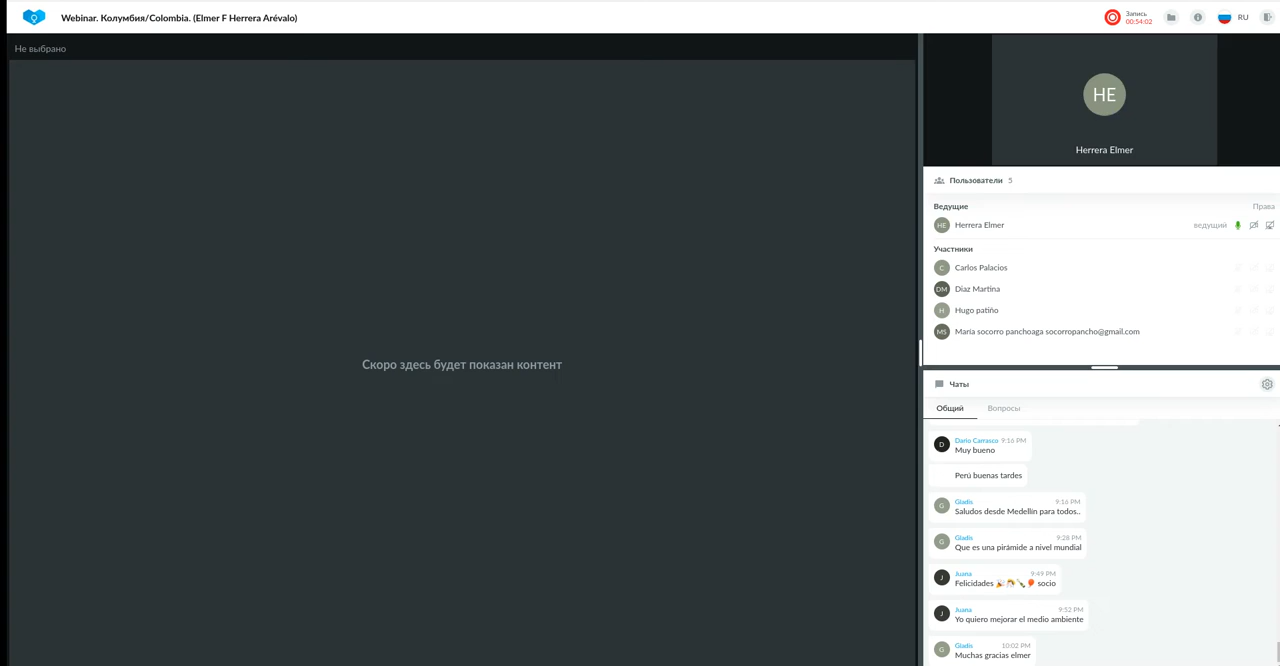 Webinar. Колумбия/Colombia. (Elmer F Herrera Arévalo)
Запись
00:54:02
RU
Не выбрано
Скоро здесь будет показан контент
HE
Herrera Elmer
Пользователи 5
Ведущие Права
HE Herrera Elmer ведущий
Участники
C Carlos Palacios
DM Diaz Martina
H Hugo patiño
MS María socorro panchoaga socorropancho@gmail.com
Чаты
Общий Вопросы
D Dario Carrasco 9:16 PM
Muy bueno
Perú buenas tardes
G Gladis 9:16 PM
Saludos desde Medellín para todos..
G Gladis 9:28 PM
Que es una pirámide a nivel mundial
J Juana 9:49 PM
Felicidades 🎉🎊🍾🎈 socio
J Juana 9:52 PM
Yo quiero mejorar el medio ambiente
G Gladis 10:02 PM
Muchas gracias elmer